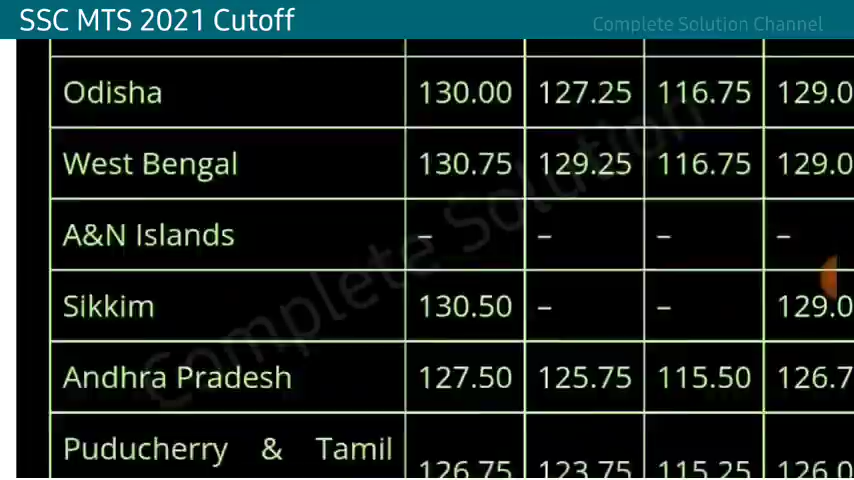 SSC MTS 2021 Cutoff
Complete Solution Channel
Odisha 130.00 127.25 116.75 129.0
West Bengal 130.75 129.25 116.75 129.0
A&N Islands – – – –
Sikkim 130.50 – – 129.0
Andhra Pradesh 127.50 125.75 115.50 126.7
Puducherry & Tamil
126.75 123.75 115.25 126.0
Complete Solution